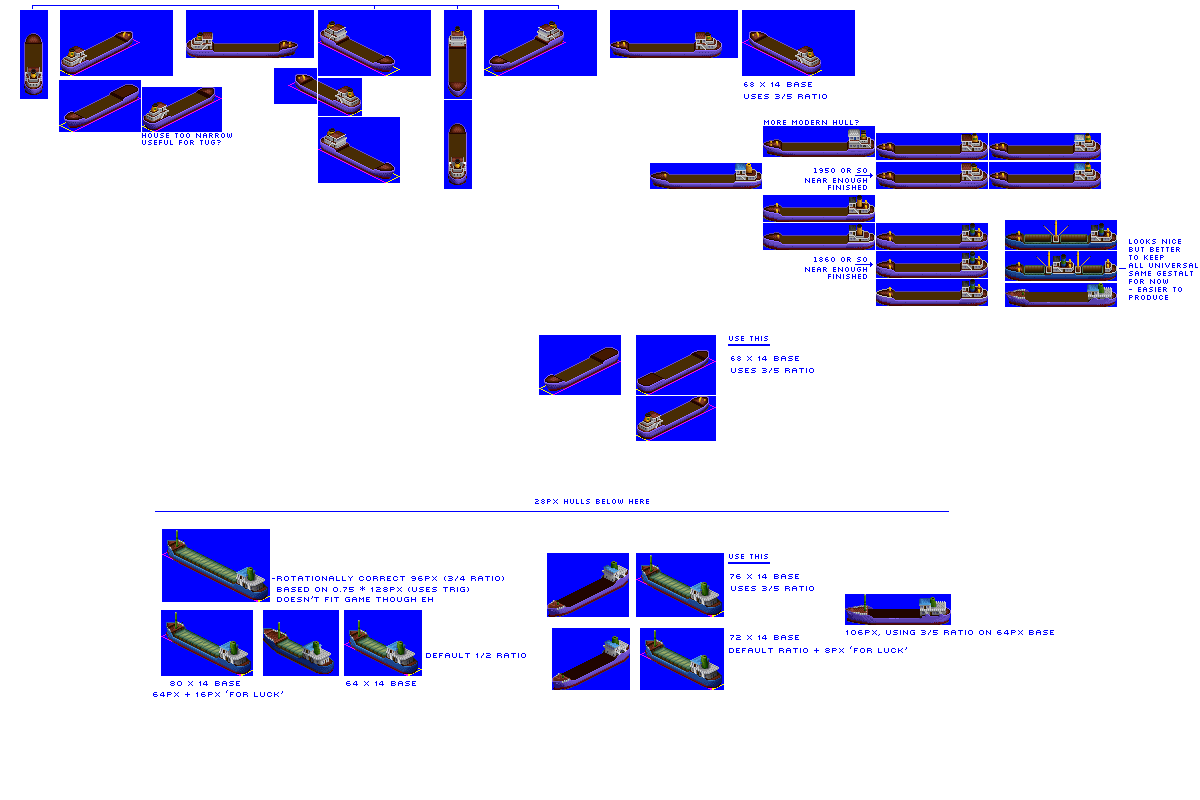 68 X 14 BASE
USES 3/5 RATIO
HOUSE TOO NARROW
USEFUL FOR TUG?
MORE MODERN HULL?
1950 OR SO
NEAR ENOUGH
FINISHED
1860 OR SO
NEAR ENOUGH
FINISHED
LOOKS NICE
BUT BETTER
TO KEEP
ALL UNIVERSAL
SAME GESTALT
FOR NOW
- EASIER TO
PRODUCE
USE THIS
68 X 14 BASE
USES 3/5 RATIO
28PX HULLS BELOW HERE
-ROTATIONALLY CORRECT 96PX (3/4 RATIO)
BASED ON 0.75 * 128PX (USES TRIG)
DOESN'T FIT GAME THOUGH EH
USE THIS
76 X 14 BASE
USES 3/5 RATIO
106PX, USING 3/5 RATIO ON 64PX BASE
72 X 14 BASE
DEFAULT RATIO + 8PX 'FOR LUCK'
DEFAULT 1/2 RATIO
80 X 14 BASE
64PX + 16PX 'FOR LUCK'
64 X 14 BASE